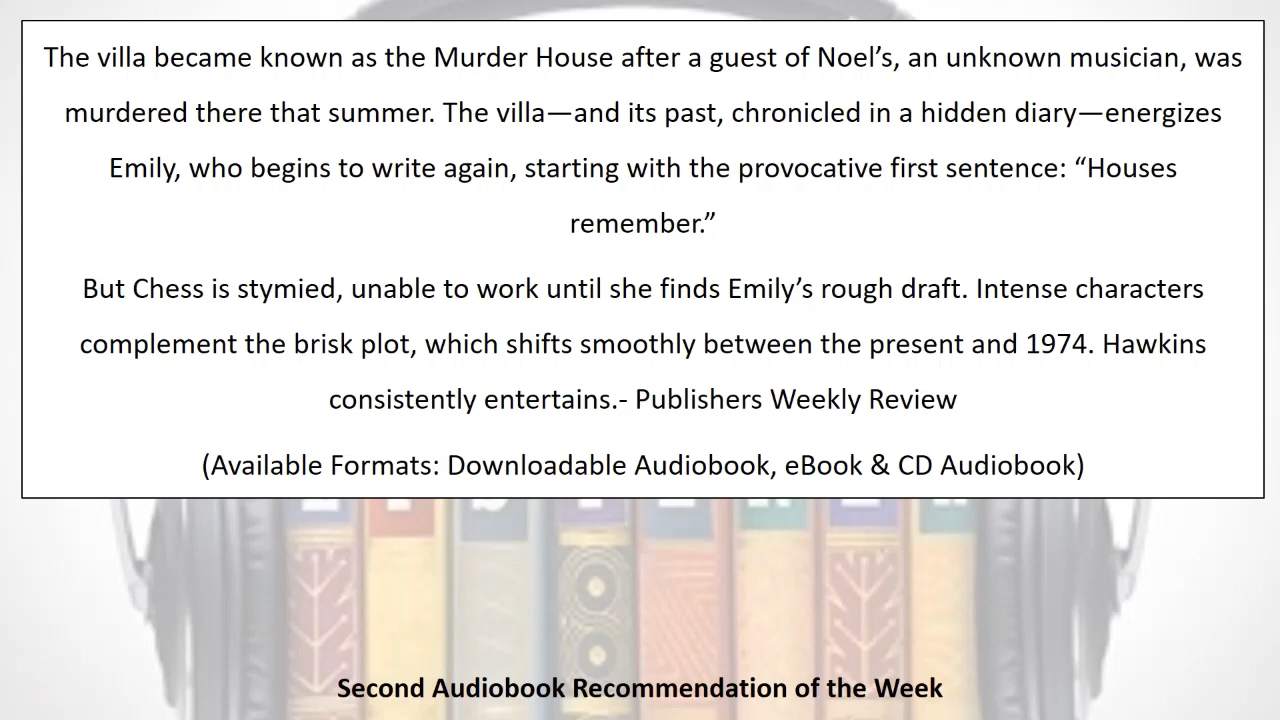 The villa became known as the Murder House after a guest of Noel’s, an unknown musician, was
murdered there that summer. The villa—and its past, chronicled in a hidden diary—energizes
Emily, who begins to write again, starting with the provocative first sentence: “Houses
remember.”
But Chess is stymied, unable to work until she finds Emily’s rough draft. Intense characters
complement the brisk plot, which shifts smoothly between the present and 1974. Hawkins
consistently entertains.- Publishers Weekly Review
(Available Formats: Downloadable Audiobook, eBook & CD Audiobook)
Second Audiobook Recommendation of the Week